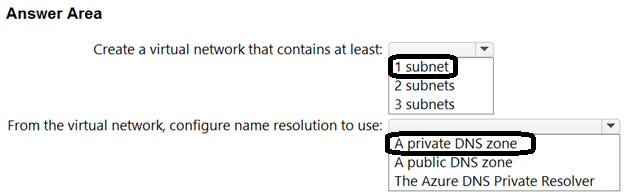 Answer Area
Create a virtual network that contains at least:
1 subnet
2 subnets
3 subnets
From the virtual network, configure name resolution to use:
A private DNS zone
A public DNS zone
The Azure DNS Private Resolver